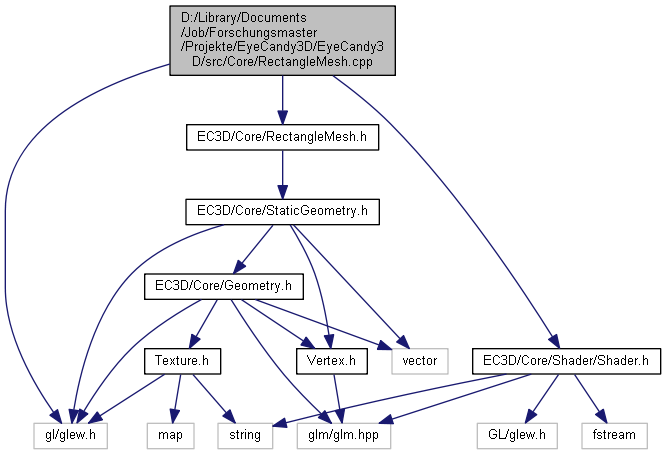 D:/Library/Documents
/Job/Forschungsmaster
/Projekte/EyeCandy3D/EyeCandy3
D/src/Core/RectangleMesh.cpp
EC3D/Core/RectangleMesh.h
EC3D/Core/StaticGeometry.h
EC3D/Core/Geometry.h
Texture.h
Vertex.h
vector
EC3D/Core/Shader/Shader.h
gl/glew.h
map
string
glm/glm.hpp
GL/glew.h
fstream